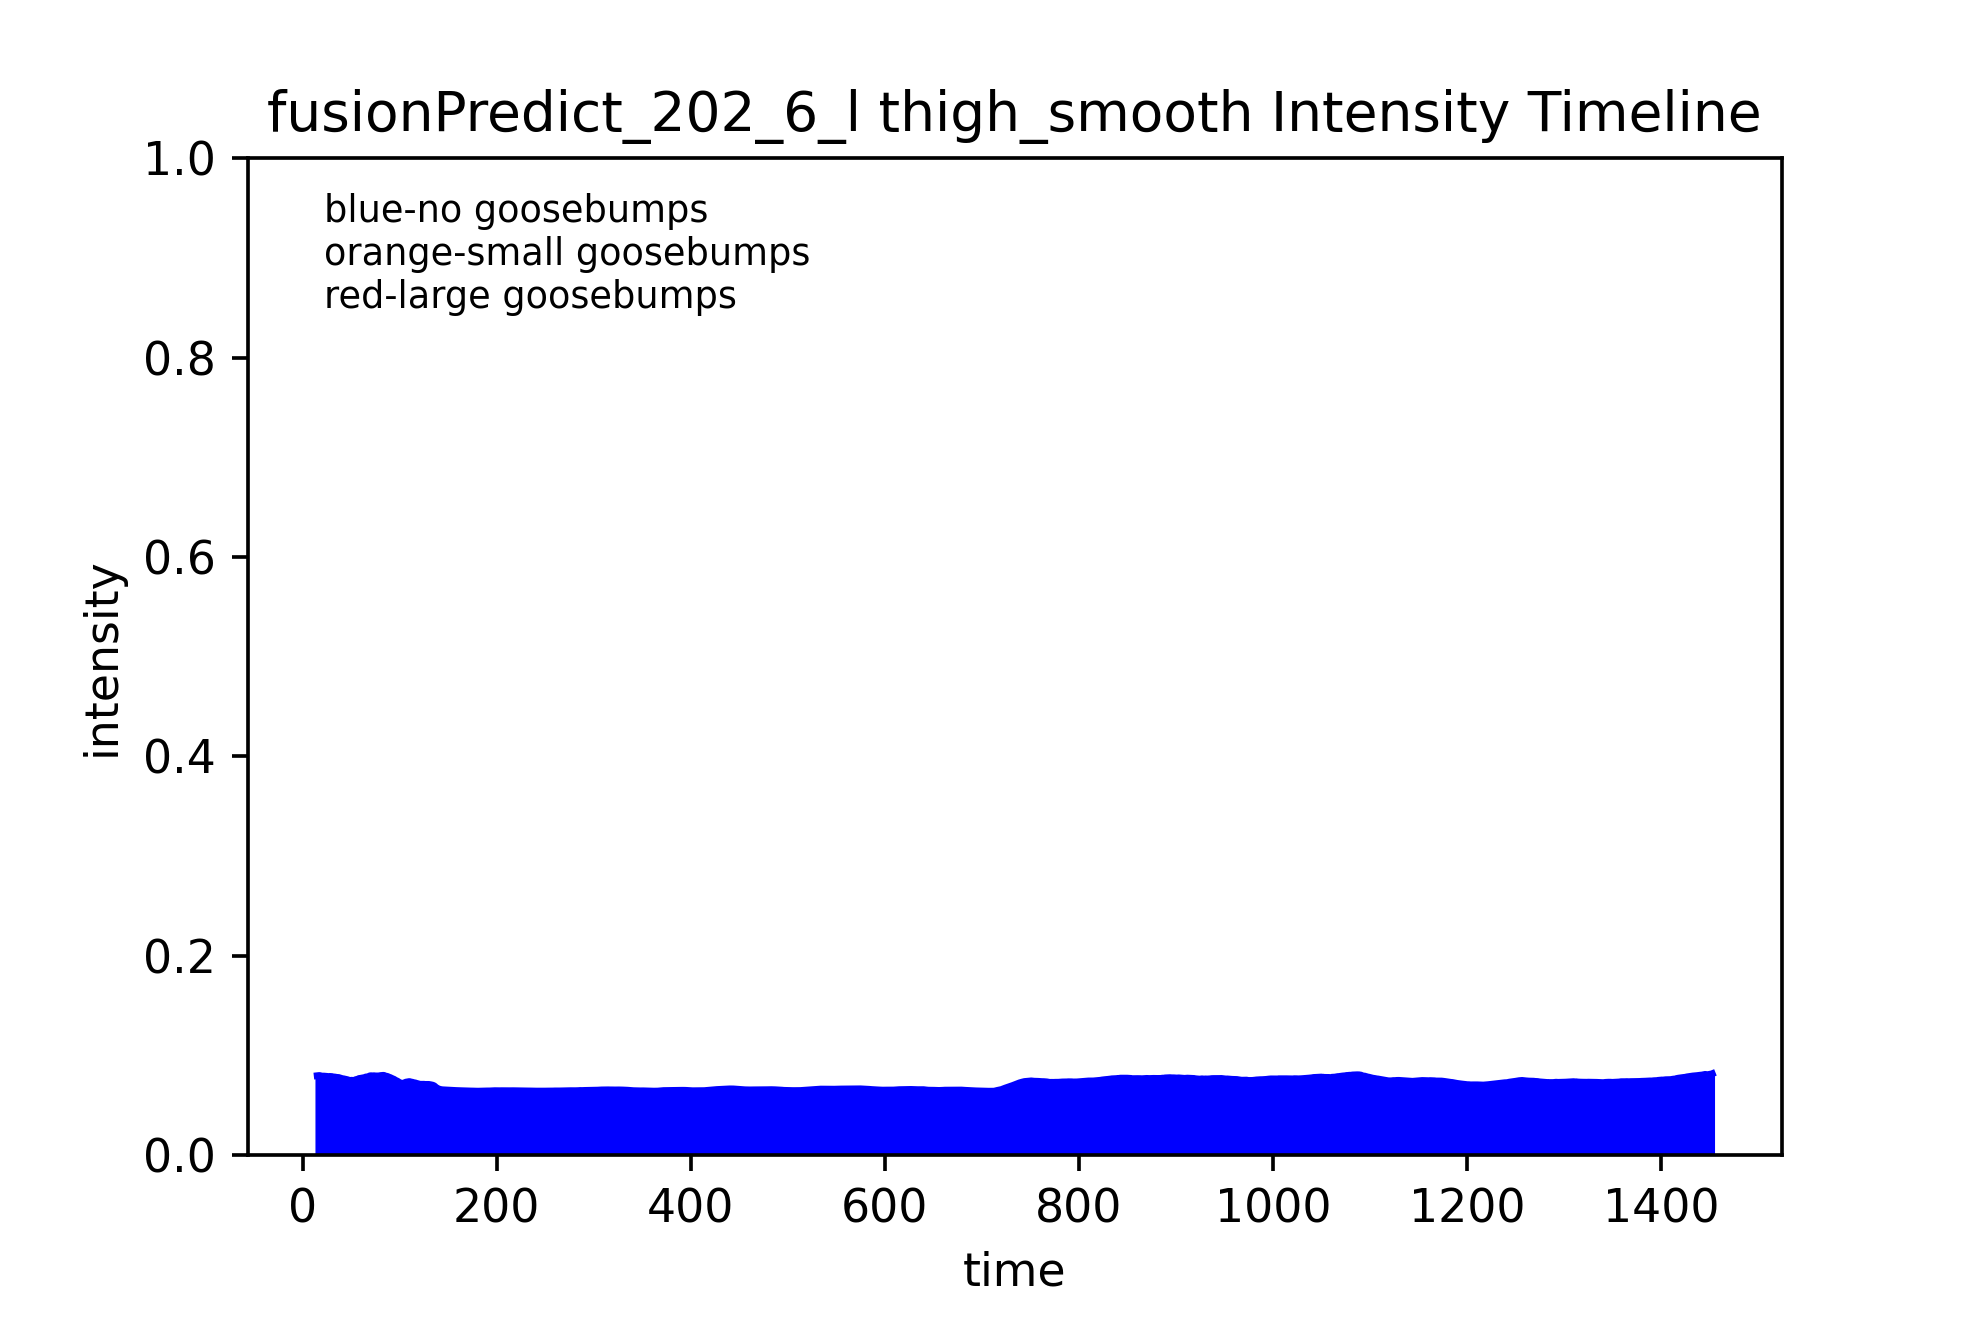 fusionPredict_202_6_l thigh_smooth Intensity Timeline
1.0
blue-no goosebumps
orange-small goosebumps
red-large goosebumps
0.8
0.6
intensity
0.4
0.2
0.0
0 200 400 600 800 1000 1200 1400
time